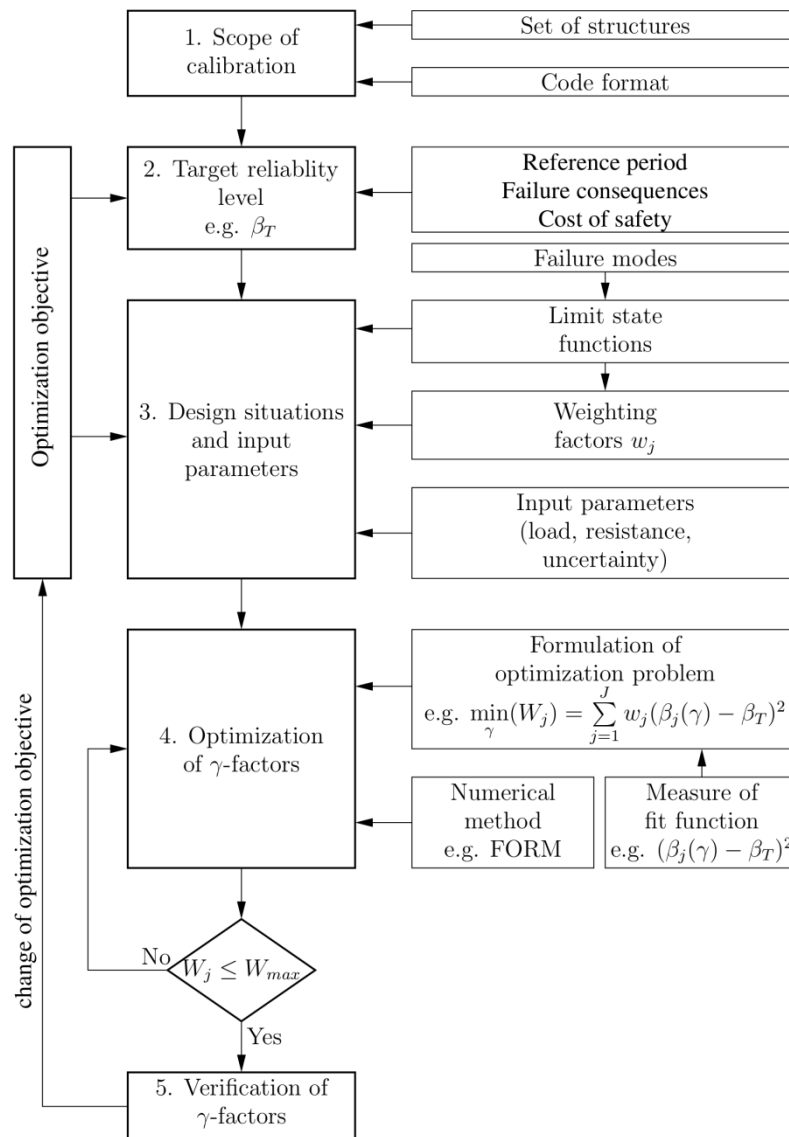 1. Scope of
calibration
Set of structures
Code format
2. Target reliablity
level
e.g. β_T
Reference period
Failure consequences
Cost of safety
Optimization objective
Failure modes
3. Design situations
and input
parameters
Limit state
functions
Weighting
factors w_j
Input parameters
(load, resistance,
uncertainty)
4. Optimization
of γ-factors
Formulation of
optimization problem
e.g. min_γ(W_j) = ∑_{j=1}^{J} w_j(β_j(γ) − β_T)²
Numerical
method
e.g. FORM
Measure of
fit function
e.g. (β_j(γ) − β_T)²
change of optimization objective
No
W_j ≤ W_max
Yes
5. Verification of
γ-factors